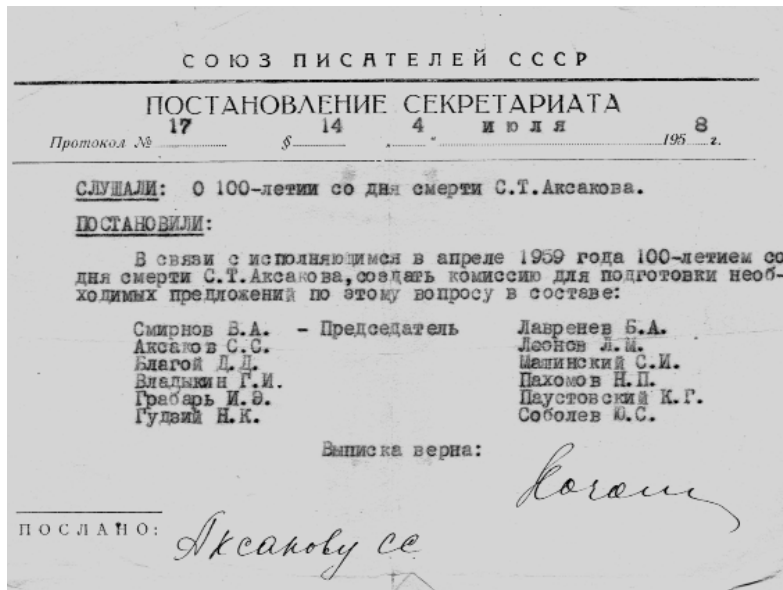 СОЮЗ ПИСАТЕЛЕЙ СССР
ПОСТАНОВЛЕНИЕ СЕКРЕТАРИАТА
Протокол № 17 § 14 „ 4 " июля 195 8 г.
СЛУШАЛИ: О 100-летии со дня смерти С.Т.Аксакова.
ПОСТАНОВИЛИ:
В связи с исполняющимся в апреле 1959 года 100-летием со
дня смерти С.Т.Аксакова,создать комиссию для подготовки необ-
ходимых предложений по этому вопросу в составе:
Смирнов В.А. - Председатель Лавренев Б.А.
Аксаков С.С. Леонов Л.М.
Благой Д.Д. Машинский С.И.
Владыкин Г.И. Пахомов Н.П.
Грабарь И.Э. Паустовский К.Г.
Гудзий Н.К. Соболев Ю.С.
Выписка верна:
ПОСЛАНО: Аксакову СС